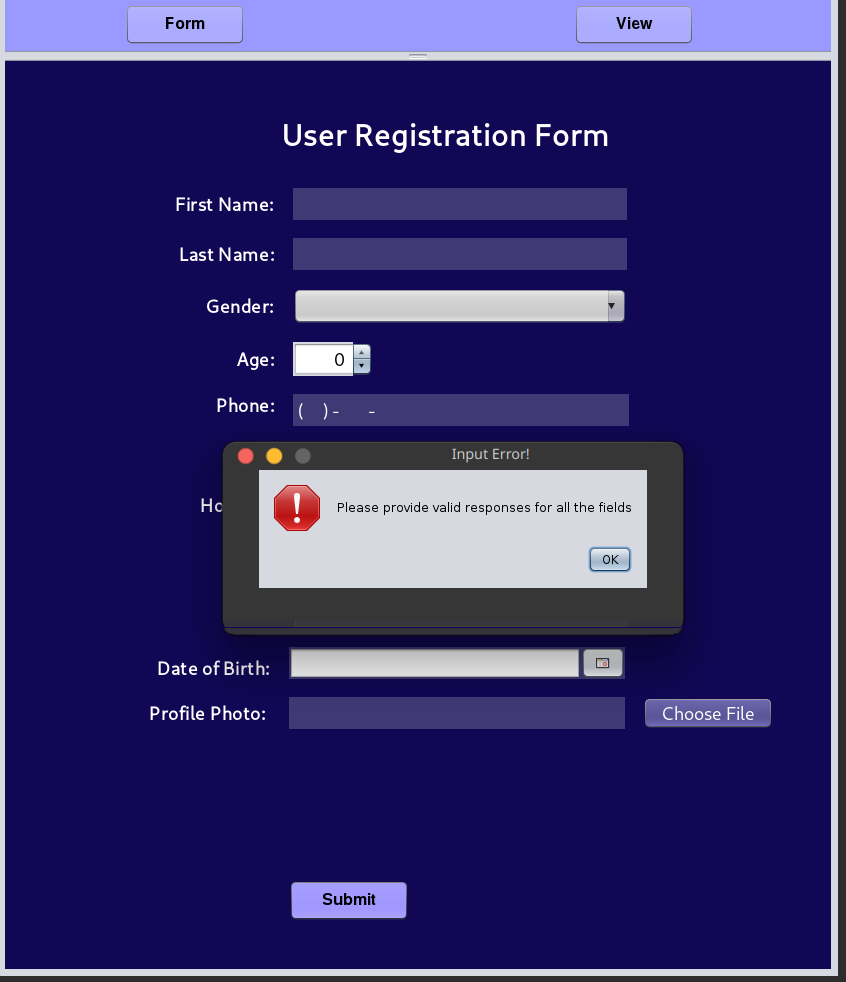 Form View
User Registration Form
First Name:
Last Name:
Gender:
Age: 0
Phone: (  ) -   -
Input Error!
Please provide valid responses for all the fields
OK
Date of Birth:
Profile Photo: Choose File
Submit